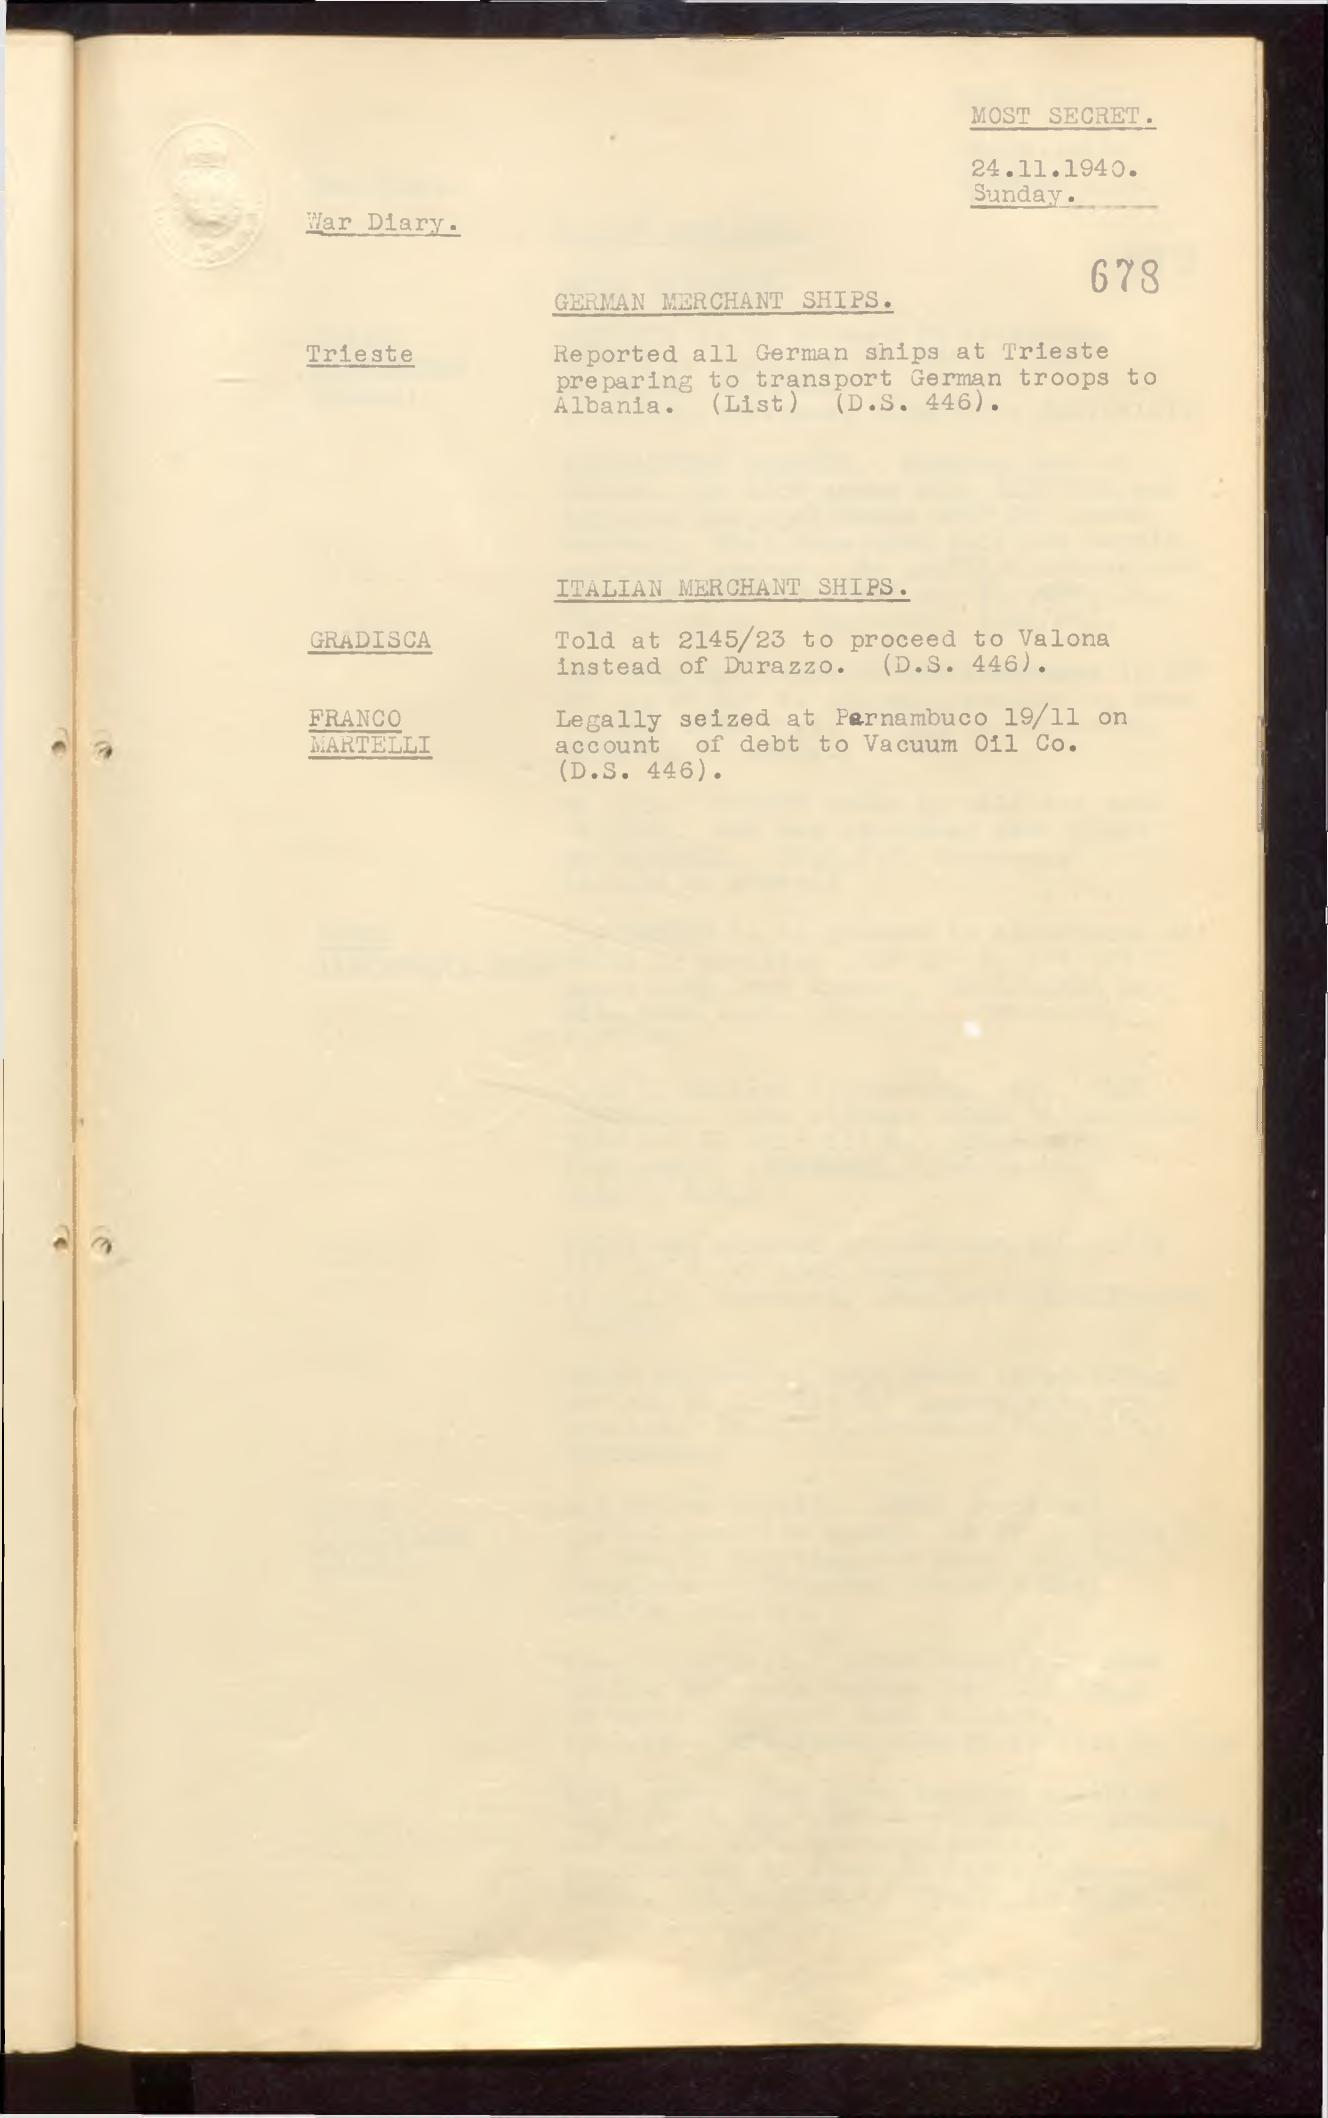 MOST SECRET.
24.11.1940.
Sunday.
War Diary.
678
GERMAN MERCHANT SHIPS.
Trieste
Reported all German ships at Trieste
preparing to transport German troops to
Albania. (List) (D.S. 446).
ITALIAN MERCHANT SHIPS.
GRADISCA
Told at 2145/23 to proceed to Valona
instead of Durazzo. (D.S. 446).
FRANCO
MARTELLI
Legally seized at Pernambuco 19/11 on
account of debt to Vacuum Oil Co.
(D.S. 446).